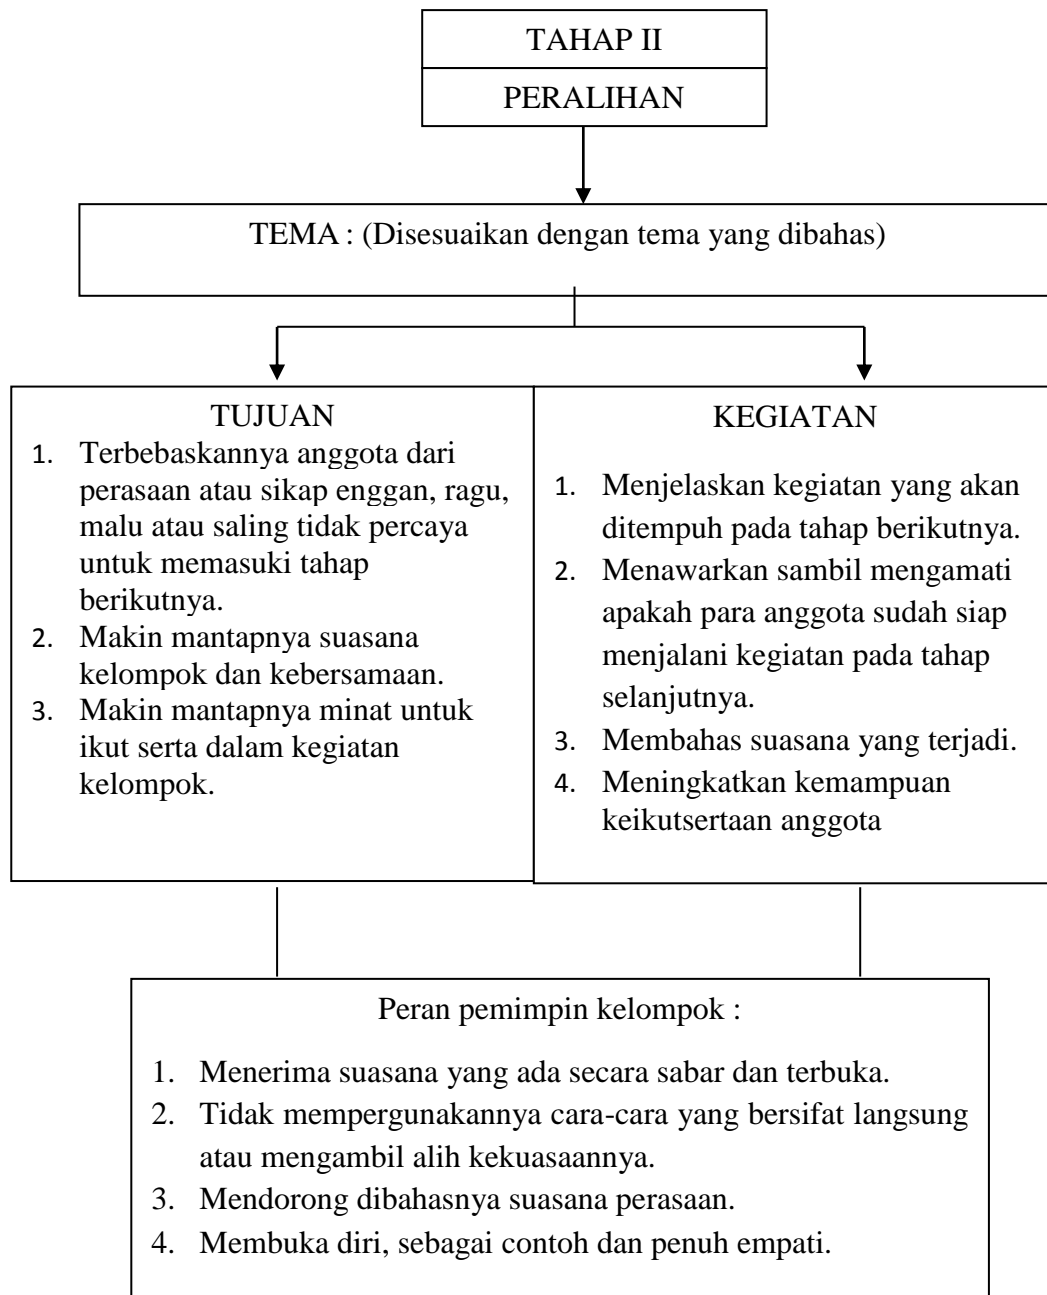 TAHAP II
PERALIHAN
TEMA : (Disesuaikan dengan tema yang dibahas)
TUJUAN
1. Terbebaskannya anggota dari
perasaan atau sikap enggan, ragu,
malu atau saling tidak percaya
untuk memasuki tahap
berikutnya.
2. Makin mantapnya suasana
kelompok dan kebersamaan.
3. Makin mantapnya minat untuk
ikut serta dalam kegiatan
kelompok.
KEGIATAN
1. Menjelaskan kegiatan yang akan
ditempuh pada tahap berikutnya.
2. Menawarkan sambil mengamati
apakah para anggota sudah siap
menjalani kegiatan pada tahap
selanjutnya.
3. Membahas suasana yang terjadi.
4. Meningkatkan kemampuan
keikutsertaan anggota
Peran pemimpin kelompok :
1. Menerima suasana yang ada secara sabar dan terbuka.
2. Tidak mempergunakannya cara-cara yang bersifat langsung
atau mengambil alih kekuasaannya.
3. Mendorong dibahasnya suasana perasaan.
4. Membuka diri, sebagai contoh dan penuh empati.